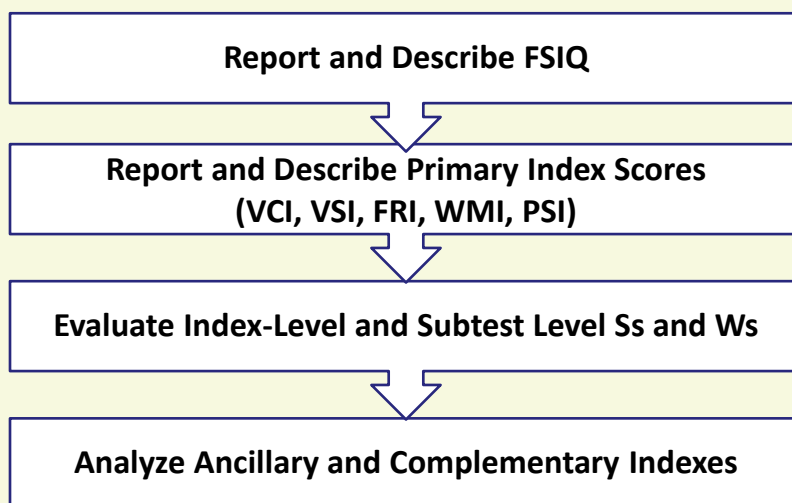 Report and Describe FSIQ
Report and Describe Primary Index Scores
(VCI, VSI, FRI, WMI, PSI)
Evaluate Index-Level and Subtest Level Ss and Ws
Analyze Ancillary and Complementary Indexes